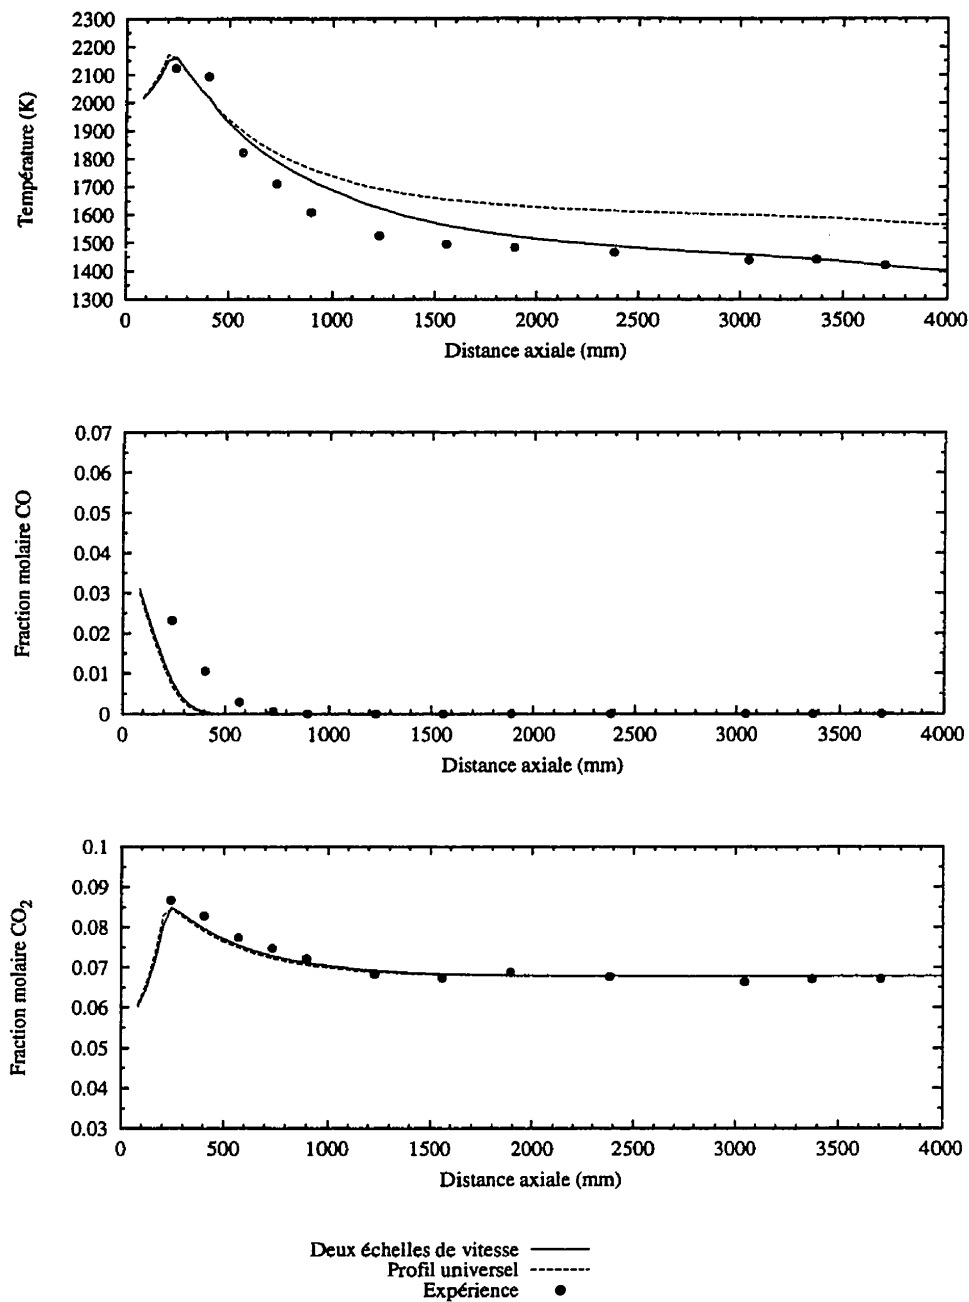 2300
2200
2100
2000
1900
1800
1700
1600
1500
1400
1300
Température (K)
0 500 1000 1500 2000 2500 3000 3500 4000
Distance axiale (mm)
0.07
0.06
0.05
0.04
0.03
0.02
0.01
0
Fraction molaire CO
0 500 1000 1500 2000 2500 3000 3500 4000
Distance axiale (mm)
0.1
0.09
0.08
0.07
0.06
0.05
0.04
0.03
Fraction molaire CO2
0 500 1000 1500 2000 2500 3000 3500 4000
Distance axiale (mm)
Deux échelles de vitesse
Profil universel
Expérience